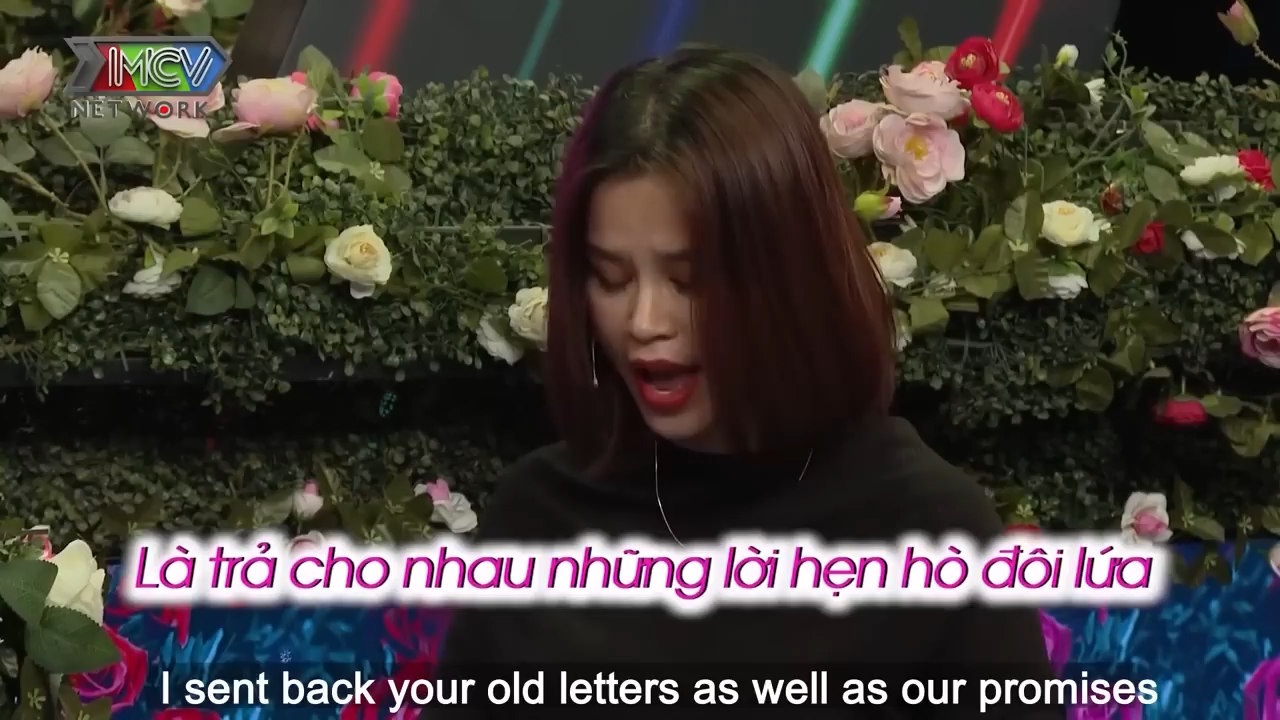 MCV
NETWORK
Là trả cho nhau những lời hẹn hò đôi lứa
I sent back your old letters as well as our promises